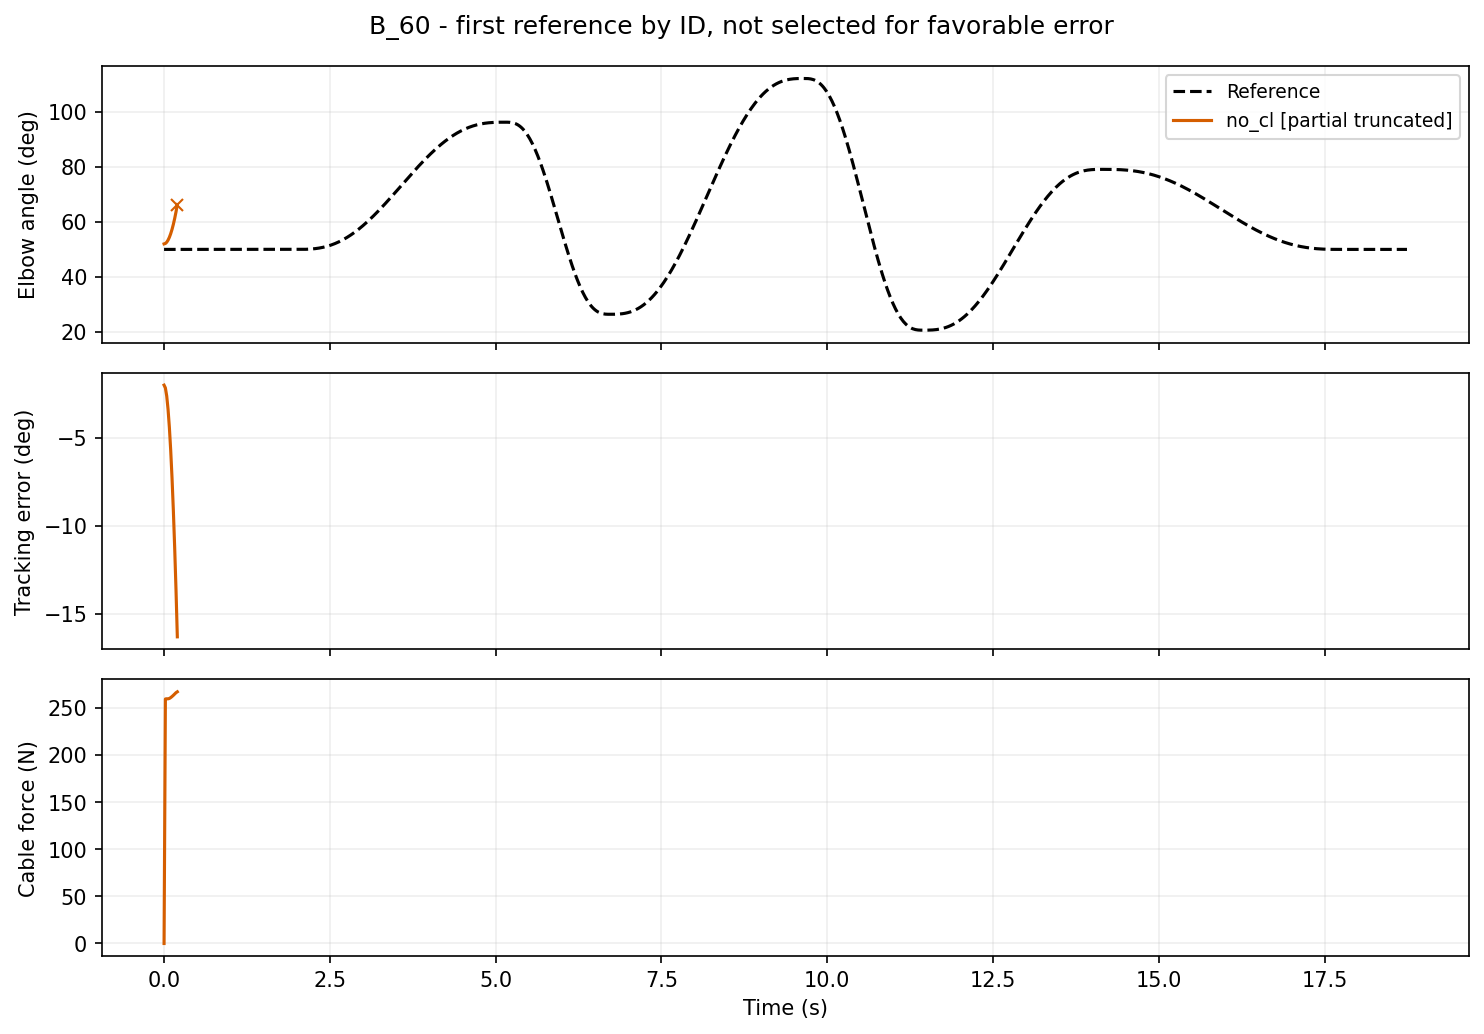 B_60 - first reference by ID, not selected for favorable error
Elbow angle (deg)
100
80
60
40
20
Reference
no_cl [partial truncated]
Tracking error (deg)
−5
−10
−15
Cable force (N)
250
200
150
100
50
0
0.0 2.5 5.0 7.5 10.0 12.5 15.0 17.5
Time (s)